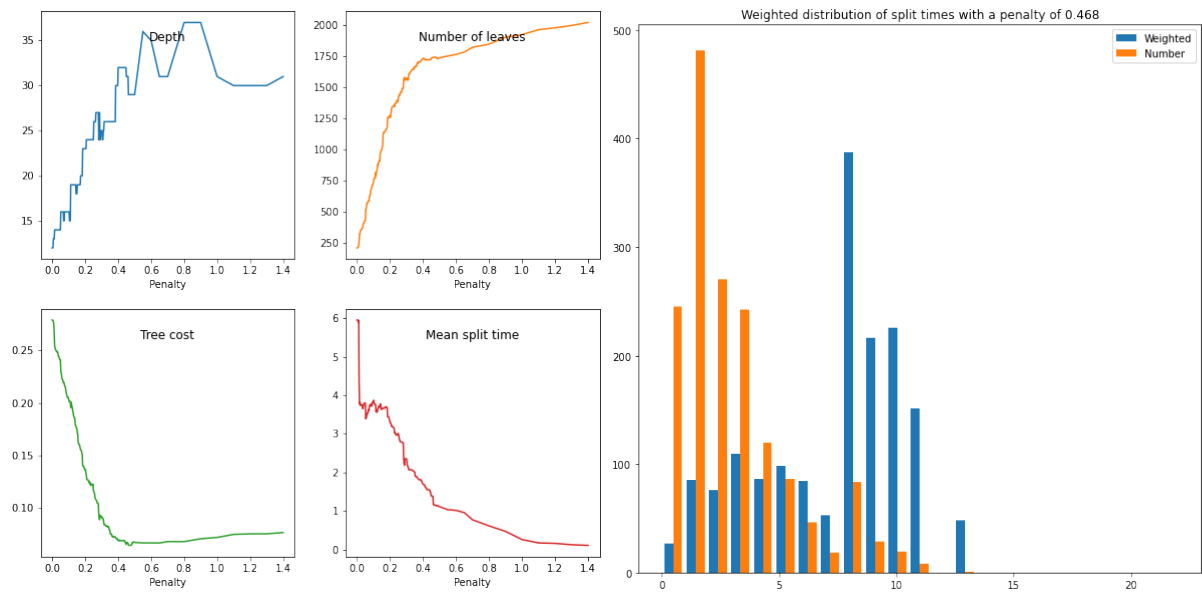 Depth
35
30
25
20
15
0.0 0.2 0.4 0.6 0.8 1.0 1.2 1.4
Penalty
Number of leaves
2000
1750
1500
1250
1000
750
500
250
0.0 0.2 0.4 0.6 0.8 1.0 1.2 1.4
Penalty
Tree cost
0.25
0.20
0.15
0.10
0.0 0.2 0.4 0.6 0.8 1.0 1.2 1.4
Penalty
Mean split time
6
5
4
3
2
1
0
0.0 0.2 0.4 0.6 0.8 1.0 1.2 1.4
Penalty
Weighted distribution of split times with a penalty of 0.468
Weighted
Number
500
400
300
200
100
0
0 5 10 15 20